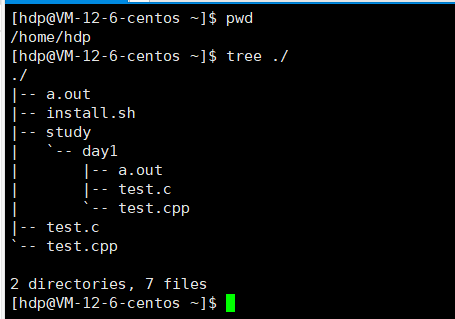 [hdp@VM-12-6-centos ~]$ pwd
/home/hdp
[hdp@VM-12-6-centos ~]$ tree ./
./
|-- a.out
|-- install.sh
|-- study
|   `-- day1
|       |-- a.out
|       |-- test.c
|       `-- test.cpp
|-- test.c
`-- test.cpp

2 directories, 7 files
[hdp@VM-12-6-centos ~]$